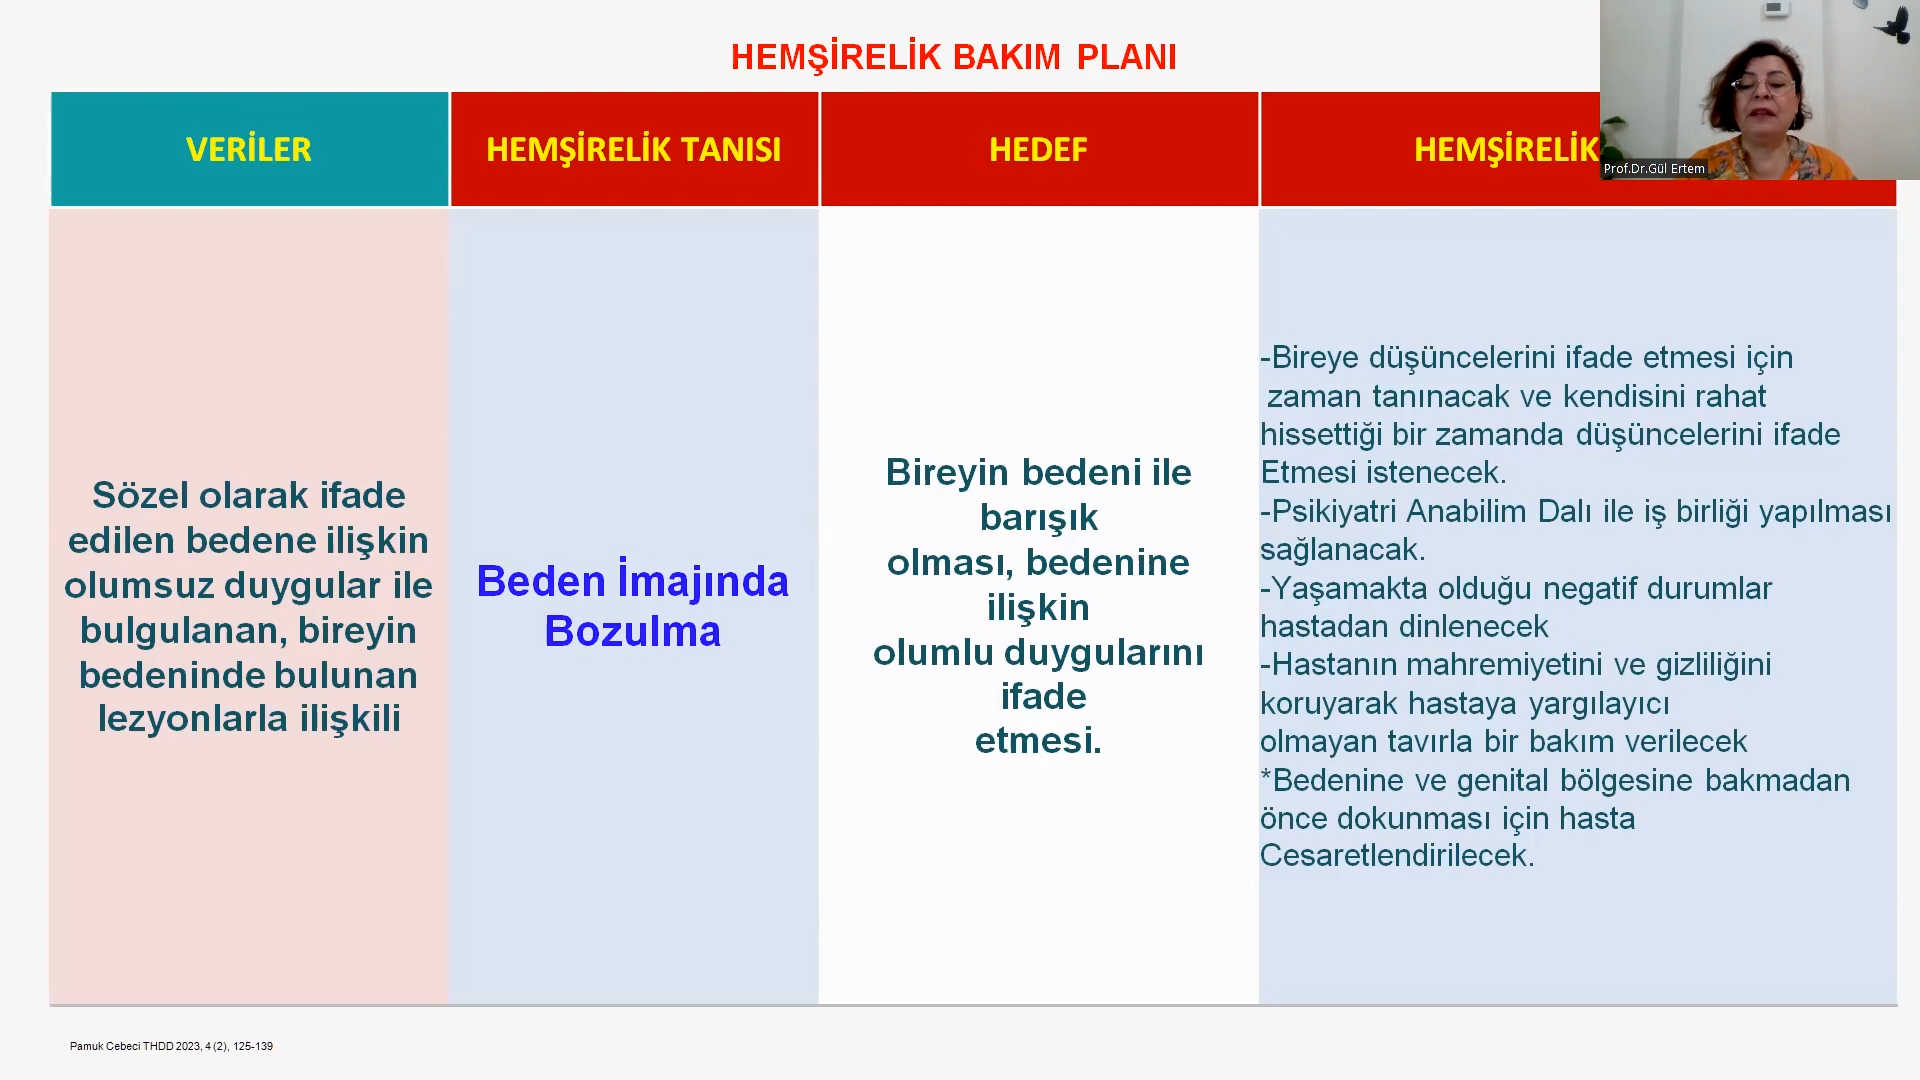 HEMŞİRELİK BAKIM PLANI
VERİLER
HEMŞİRELİK TANISI
HEDEF
HEMŞİRELİK
Prof.Dr.Gül Ertem
Sözel olarak ifade
edilen bedene ilişkin
olumsuz duygular ile
bulgulanan, bireyin
bedeninde bulunan
lezyonlarla ilişkili
Beden İmajında
Bozulma
Bireyin bedeni ile
barışık
olması, bedenine
ilişkin
olumlu duygularını
ifade
etmesi.
-Bireye düşüncelerini ifade etmesi için
zaman tanınacak ve kendisini rahat
hissettiği bir zamanda düşüncelerini ifade
Etmesi istenecek.
-Psikiyatri Anabilim Dalı ile iş birliği yapılması
sağlanacak.
-Yaşamakta olduğu negatif durumlar
hastadan dinlenecek
-Hastanın mahremiyetini ve gizliliğini
koruyarak hastaya yargılayıcı
olmayan tavırla bir bakım verilecek
*Bedenine ve genital bölgesine bakmadan
önce dokunması için hasta
Cesaretlendirilecek.
Pamuk Cebeci THDD 2023, 4 (2), 125-139